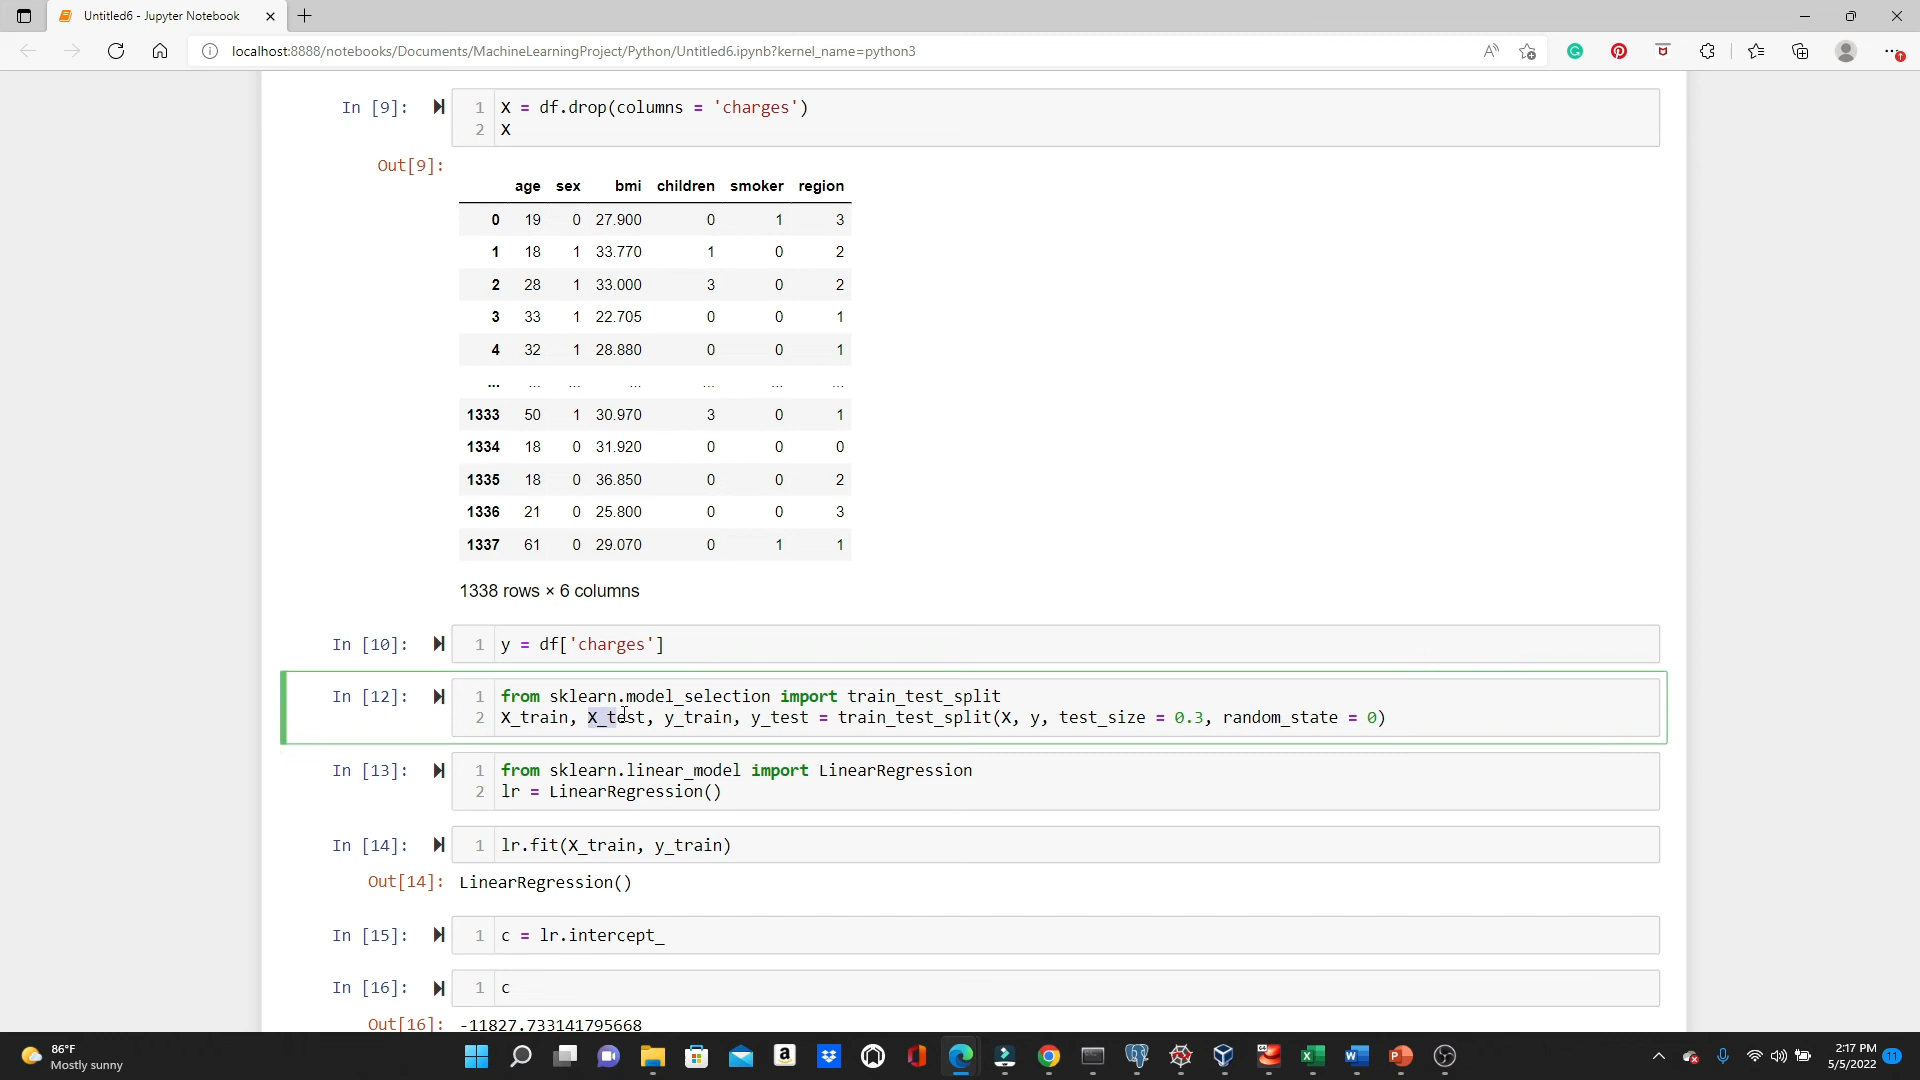 Untitled6 - Jupyter Notebook
localhost:8888/notebooks/Documents/MachineLearningProject/Python/Untitled6.ipynb?kernel_name=python3
In [9]:
1 X = df.drop(columns = 'charges')
2 X
Out[9]:
age sex bmi children smoker region
0 19 0 27.900 0 1 3
1 18 1 33.770 1 0 2
2 28 1 33.000 3 0 2
3 33 1 22.705 0 0 1
4 32 1 28.880 0 0 1
... ... ... ... ... ... ...
1333 50 1 30.970 3 0 1
1334 18 0 31.920 0 0 0
1335 18 0 36.850 0 0 2
1336 21 0 25.800 0 0 3
1337 61 0 29.070 0 1 1
1338 rows × 6 columns
In [10]: 1 y = df['charges']
In [12]: 1 from sklearn.model_selection import train_test_split
2 X_train, X_test, y_train, y_test = train_test_split(X, y, test_size = 0.3, random_state = 0)
In [13]: 1 from sklearn.linear_model import LinearRegression
2 lr = LinearRegression()
In [14]: 1 lr.fit(X_train, y_train)
Out[14]: LinearRegression()
In [15]: 1 c = lr.intercept_
In [16]: 1 c
Out[16]: -11827.733141795668
86°F
Mostly sunny
2:17 PM
5/5/2022
11